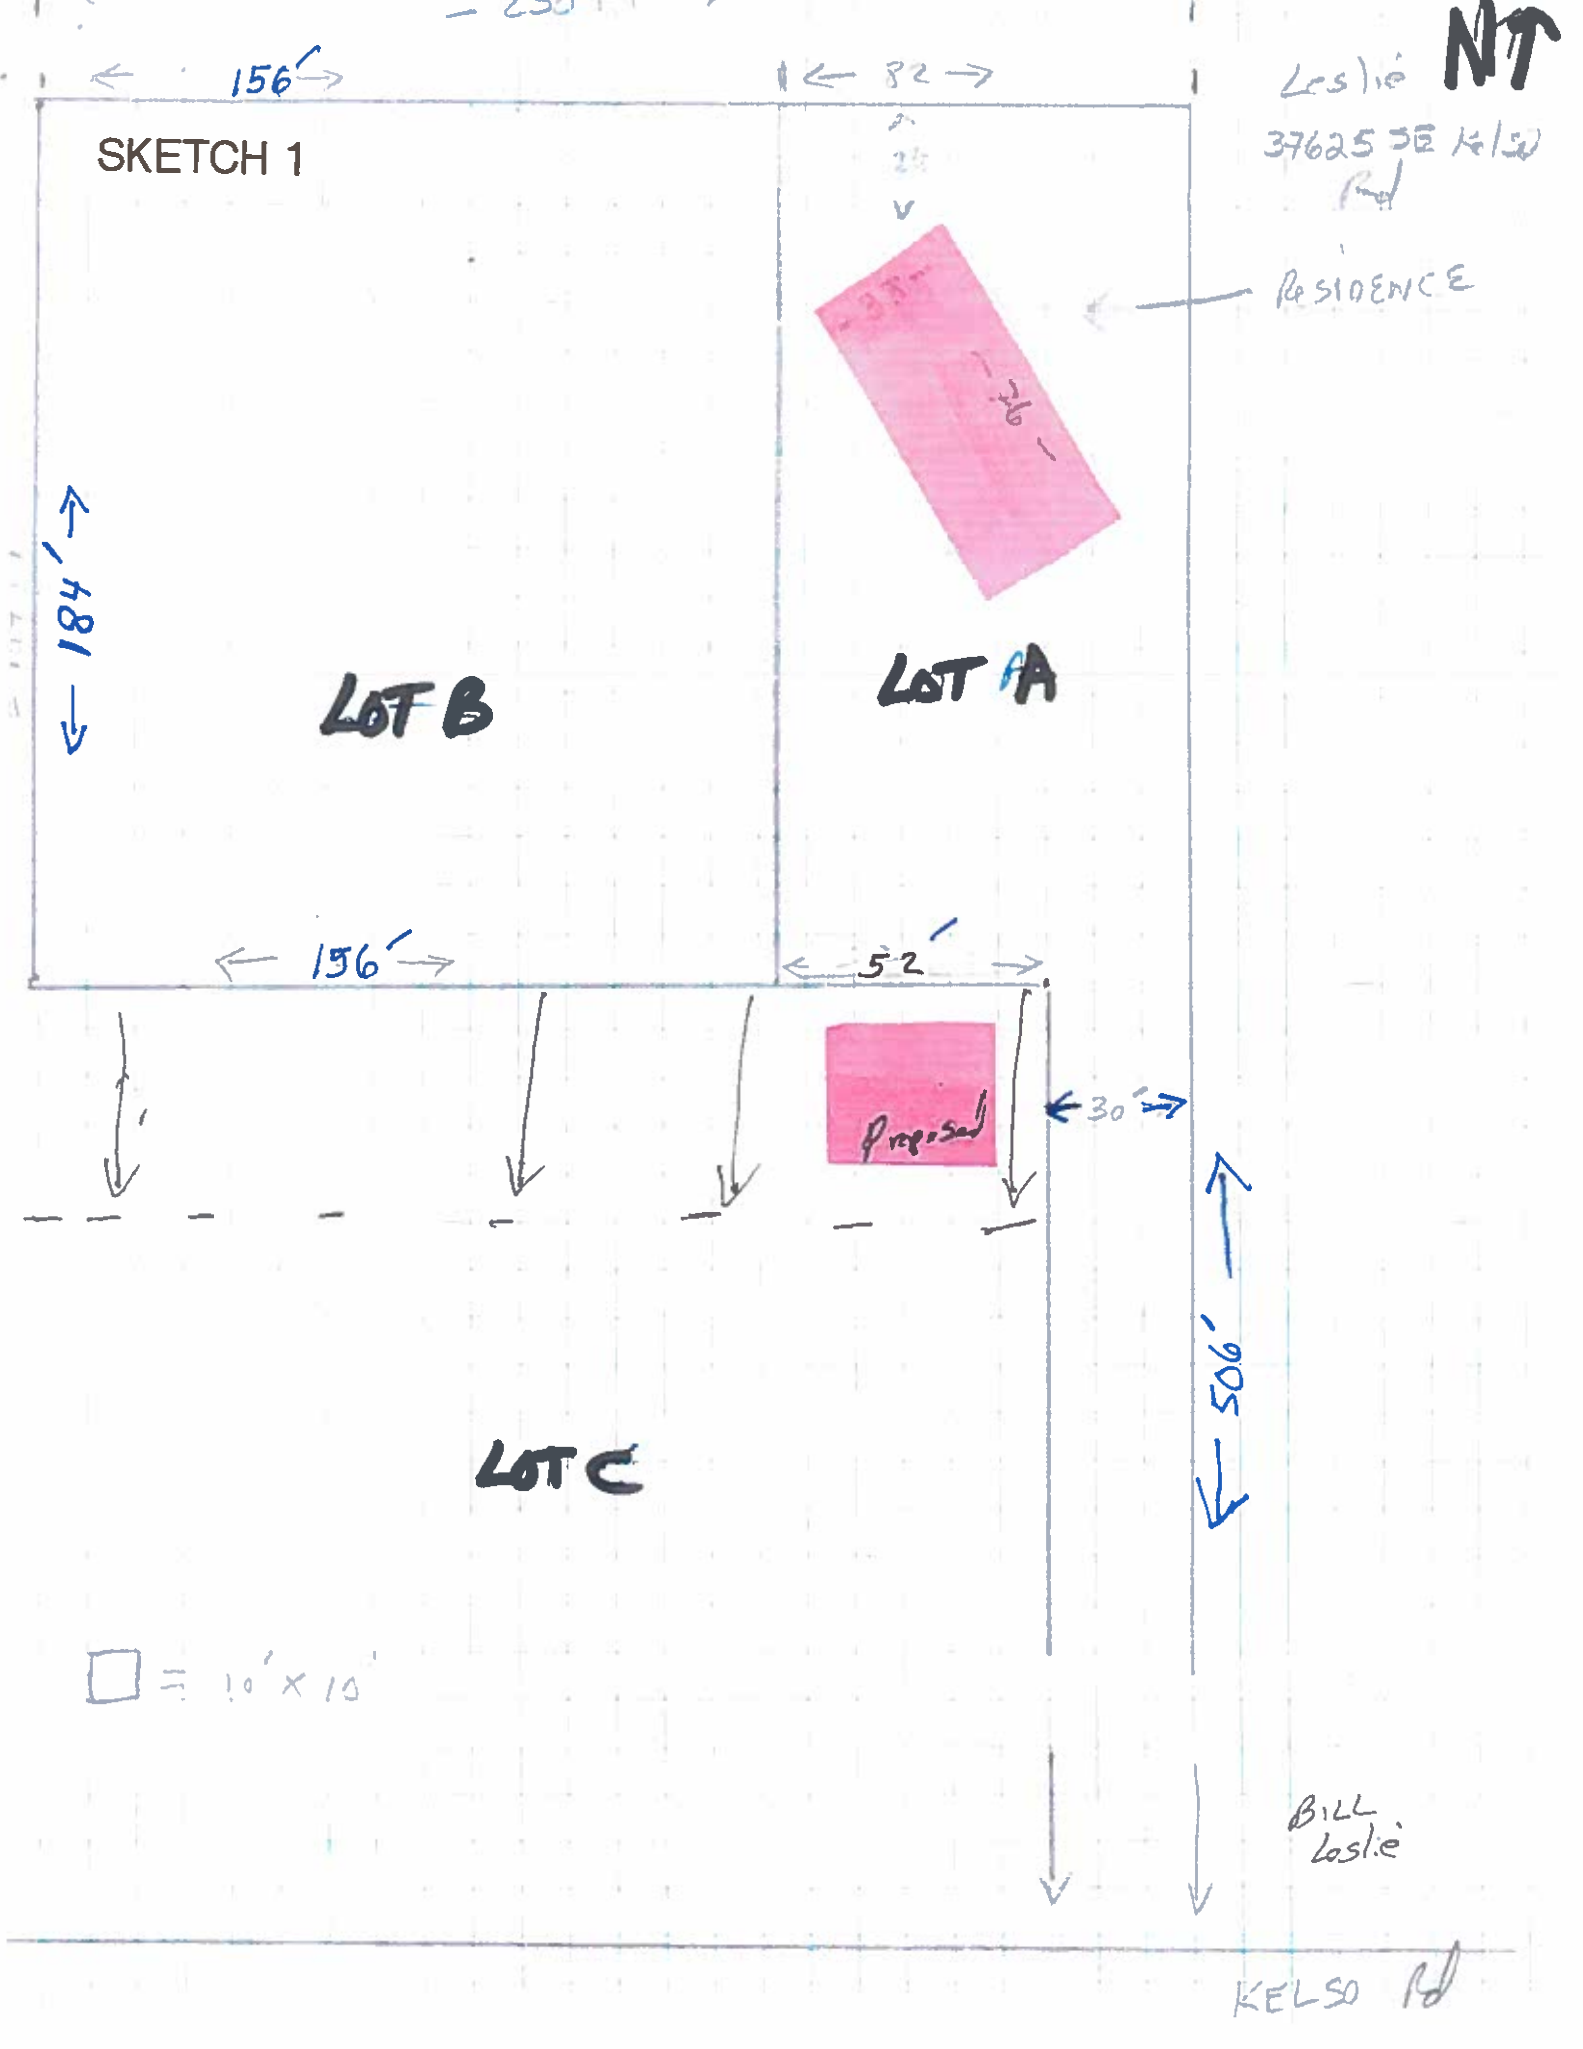 156′
82
N↑
Leslie
37625 SE Kelso
Rd
SKETCH 1
RESIDENCE
76
184′
LOT B
LOT A
156′
52′
Proposed
30′
506′
LOT C
= 10′ × 10′
BILL
Leslie
KELSO Rd